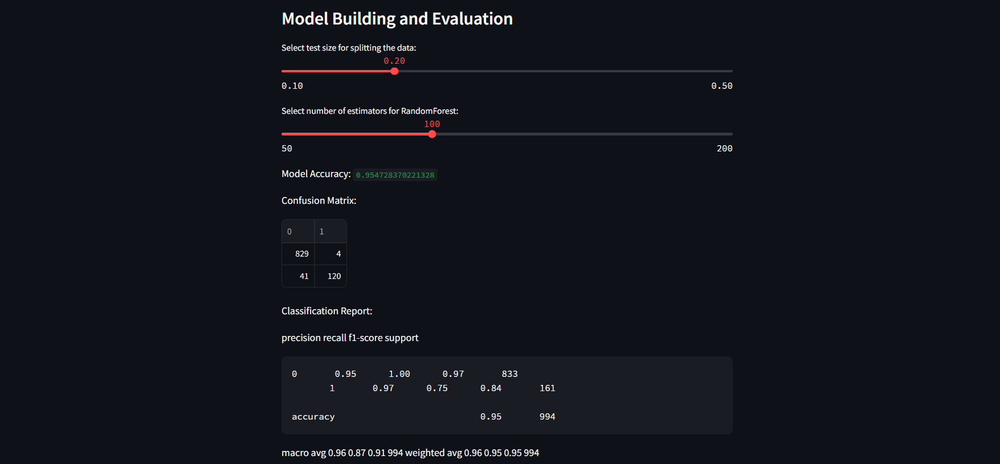 Model Building and Evaluation
Select test size for splitting the data:
0.20
0.10 0.50
Select number of estimators for RandomForest:
100
50 200
Model Accuracy: 0.954728370221328
Confusion Matrix:
0 1
829 4
41 120
Classification Report:
precision recall f1-score support
0 0.95 1.00 0.97 833
1 0.97 0.75 0.84 161
accuracy 0.95 994
macro avg 0.96 0.87 0.91 994 weighted avg 0.96 0.95 0.95 994